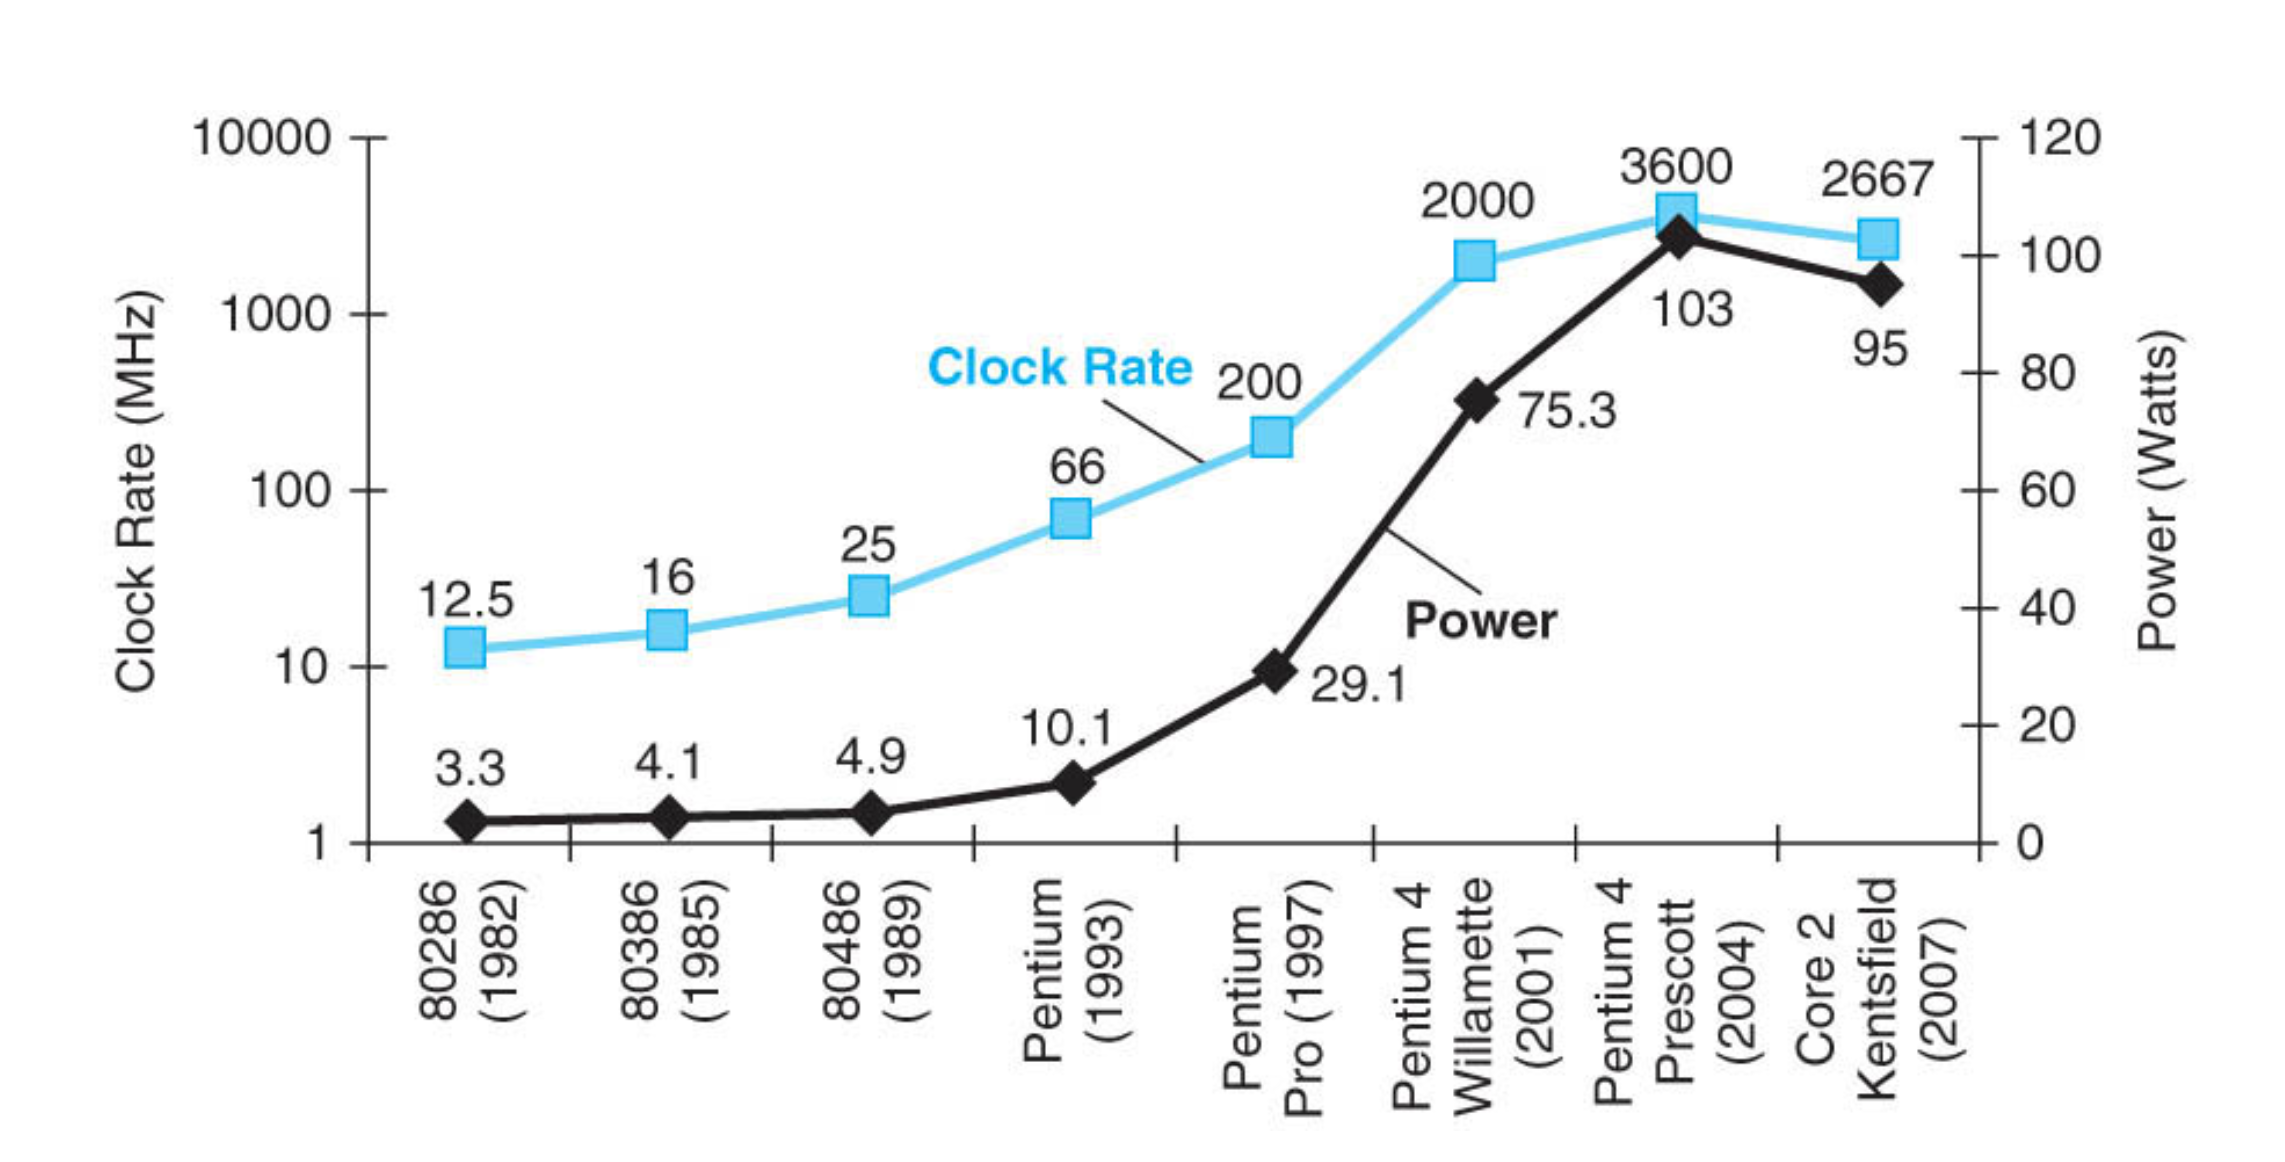 10000
1000
100
10
1
Clock Rate (MHz)
120
100
80
60
40
20
0
Power (Watts)
Clock Rate
Power
12.5
16
25
66
200
2000
3600
2667
3.3
4.1
4.9
10.1
29.1
75.3
103
95
80286
(1982)
80386
(1985)
80486
(1989)
Pentium
(1993)
Pentium
Pro (1997)
Pentium 4
Willamette
(2001)
Pentium 4
Prescott
(2004)
Core 2
Kentsfield
(2007)